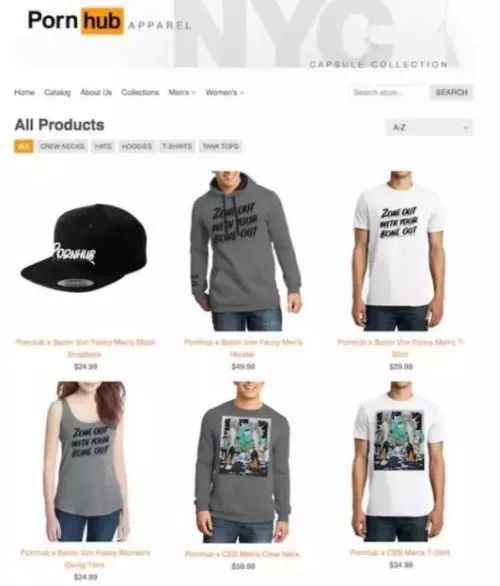 Porn hub APPAREL
NYC
CAPSULE COLLECTION
Home Catalog About Us Collections Men's Women's
Search store... SEARCH
All Products
A-Z
ALL CREW NECKS HATS HOODIES T-SHIRTS TANK TOPS
PORNHUB
ZONE OUT
WITH YOUR
BONE OUT
ZONE OUT
WITH YOUR
BONE OUT
Pornhub x Baron Von Fancy Men's Black
Snapback
$24.99
Pornhub x Baron Von Fancy Men's
Hoodie
$49.99
Pornhub x Baron Von Fancy Men's T-
Shirt
$29.99
ZONE OUT
WITH YOUR
BONE OUT
Pornhub x Baron Von Fancy Women's
Swing Tank
$24.99
Pornhub x CES Men's Crew Neck
$59.99
Pornhub x CES Men's T-Shirt
$34.99